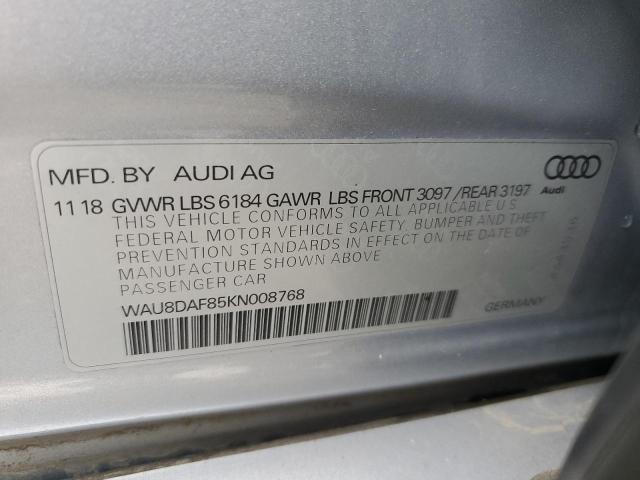 MFD. BY AUDI AG
11 18 GVWR LBS 6184 GAWR LBS FRONT 3097 /REAR 3197
Audi
THIS VEHICLE CONFORMS TO ALL APPLICABLE U S
FEDERAL MOTOR VEHICLE SAFETY, BUMPER AND THEFT
PREVENTION STANDARDS IN EFFECT ON THE DATE OF
MANUFACTURE SHOWN ABOVE
PASSENGER CAR
WAU8DAF85KN008768
GERMANY